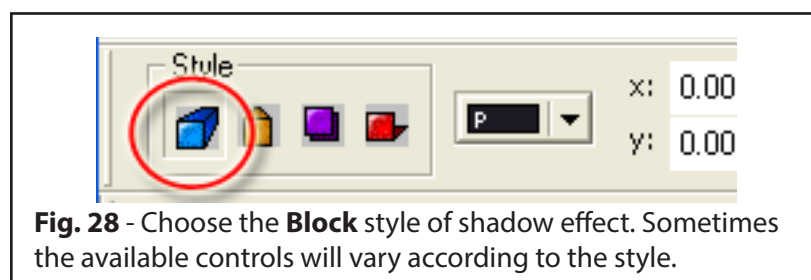 Style
P
x: 0.00
y: 0.00
Fig. 28 - Choose the Block style of shadow effect. Sometimes
the available controls will vary according to the style.